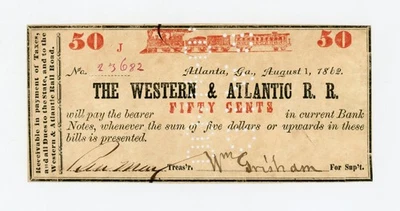 50 J 50
No. 23682 Atlanta, Ga., August 1, 1862.
THE WESTERN & ATLANTIC R. R.
FIFTY CENTS
will pay the bearer in current Bank
Notes, whenever the sum of five dollars or upwards in these
bills is presented.
Treas'r. Wm Grisham For Sup't.
Receivable in payment of Taxes,
and all Dues to the State, and to the
Western & Atlantic Rail Road.